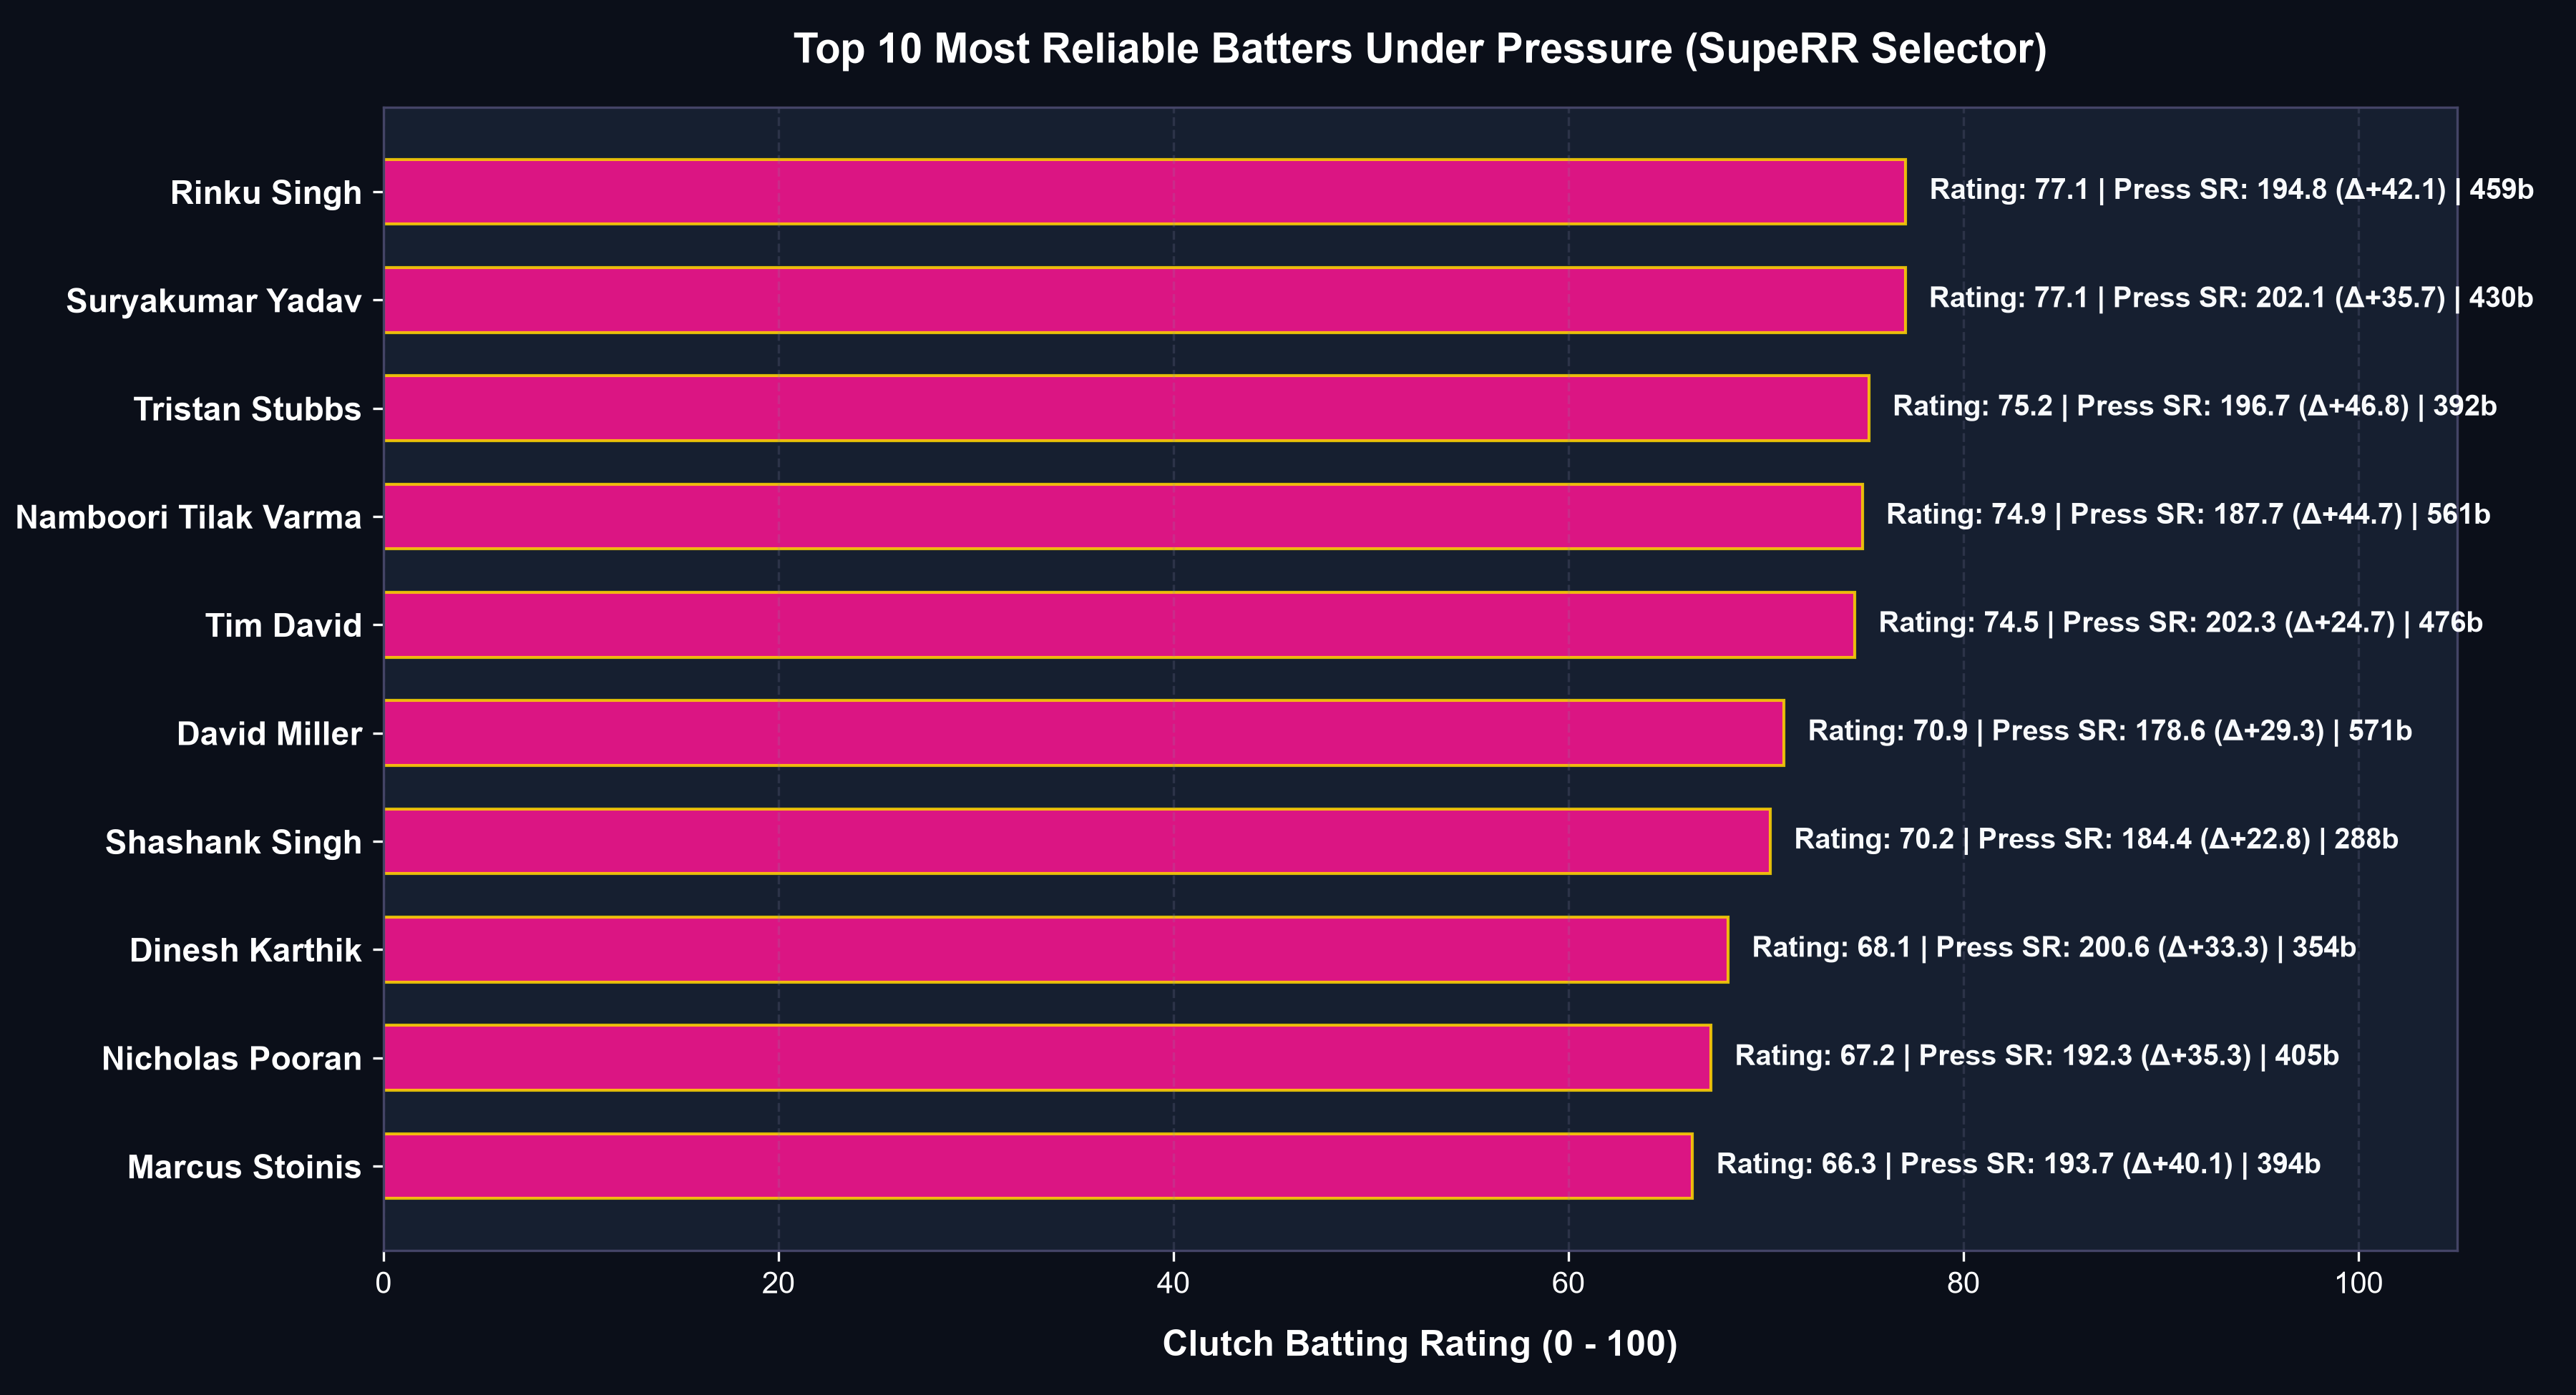 Top 10 Most Reliable Batters Under Pressure (SupeRR Selector)
Rinku Singh Rating: 77.1 | Press SR: 194.8 (Δ+42.1) | 459b
Suryakumar Yadav Rating: 77.1 | Press SR: 202.1 (Δ+35.7) | 430b
Tristan Stubbs Rating: 75.2 | Press SR: 196.7 (Δ+46.8) | 392b
Namboori Tilak Varma Rating: 74.9 | Press SR: 187.7 (Δ+44.7) | 561b
Tim David Rating: 74.5 | Press SR: 202.3 (Δ+24.7) | 476b
David Miller Rating: 70.9 | Press SR: 178.6 (Δ+29.3) | 571b
Shashank Singh Rating: 70.2 | Press SR: 184.4 (Δ+22.8) | 288b
Dinesh Karthik Rating: 68.1 | Press SR: 200.6 (Δ+33.3) | 354b
Nicholas Pooran Rating: 67.2 | Press SR: 192.3 (Δ+35.3) | 405b
Marcus Stoinis Rating: 66.3 | Press SR: 193.7 (Δ+40.1) | 394b
0 20 40 60 80 100
Clutch Batting Rating (0 - 100)